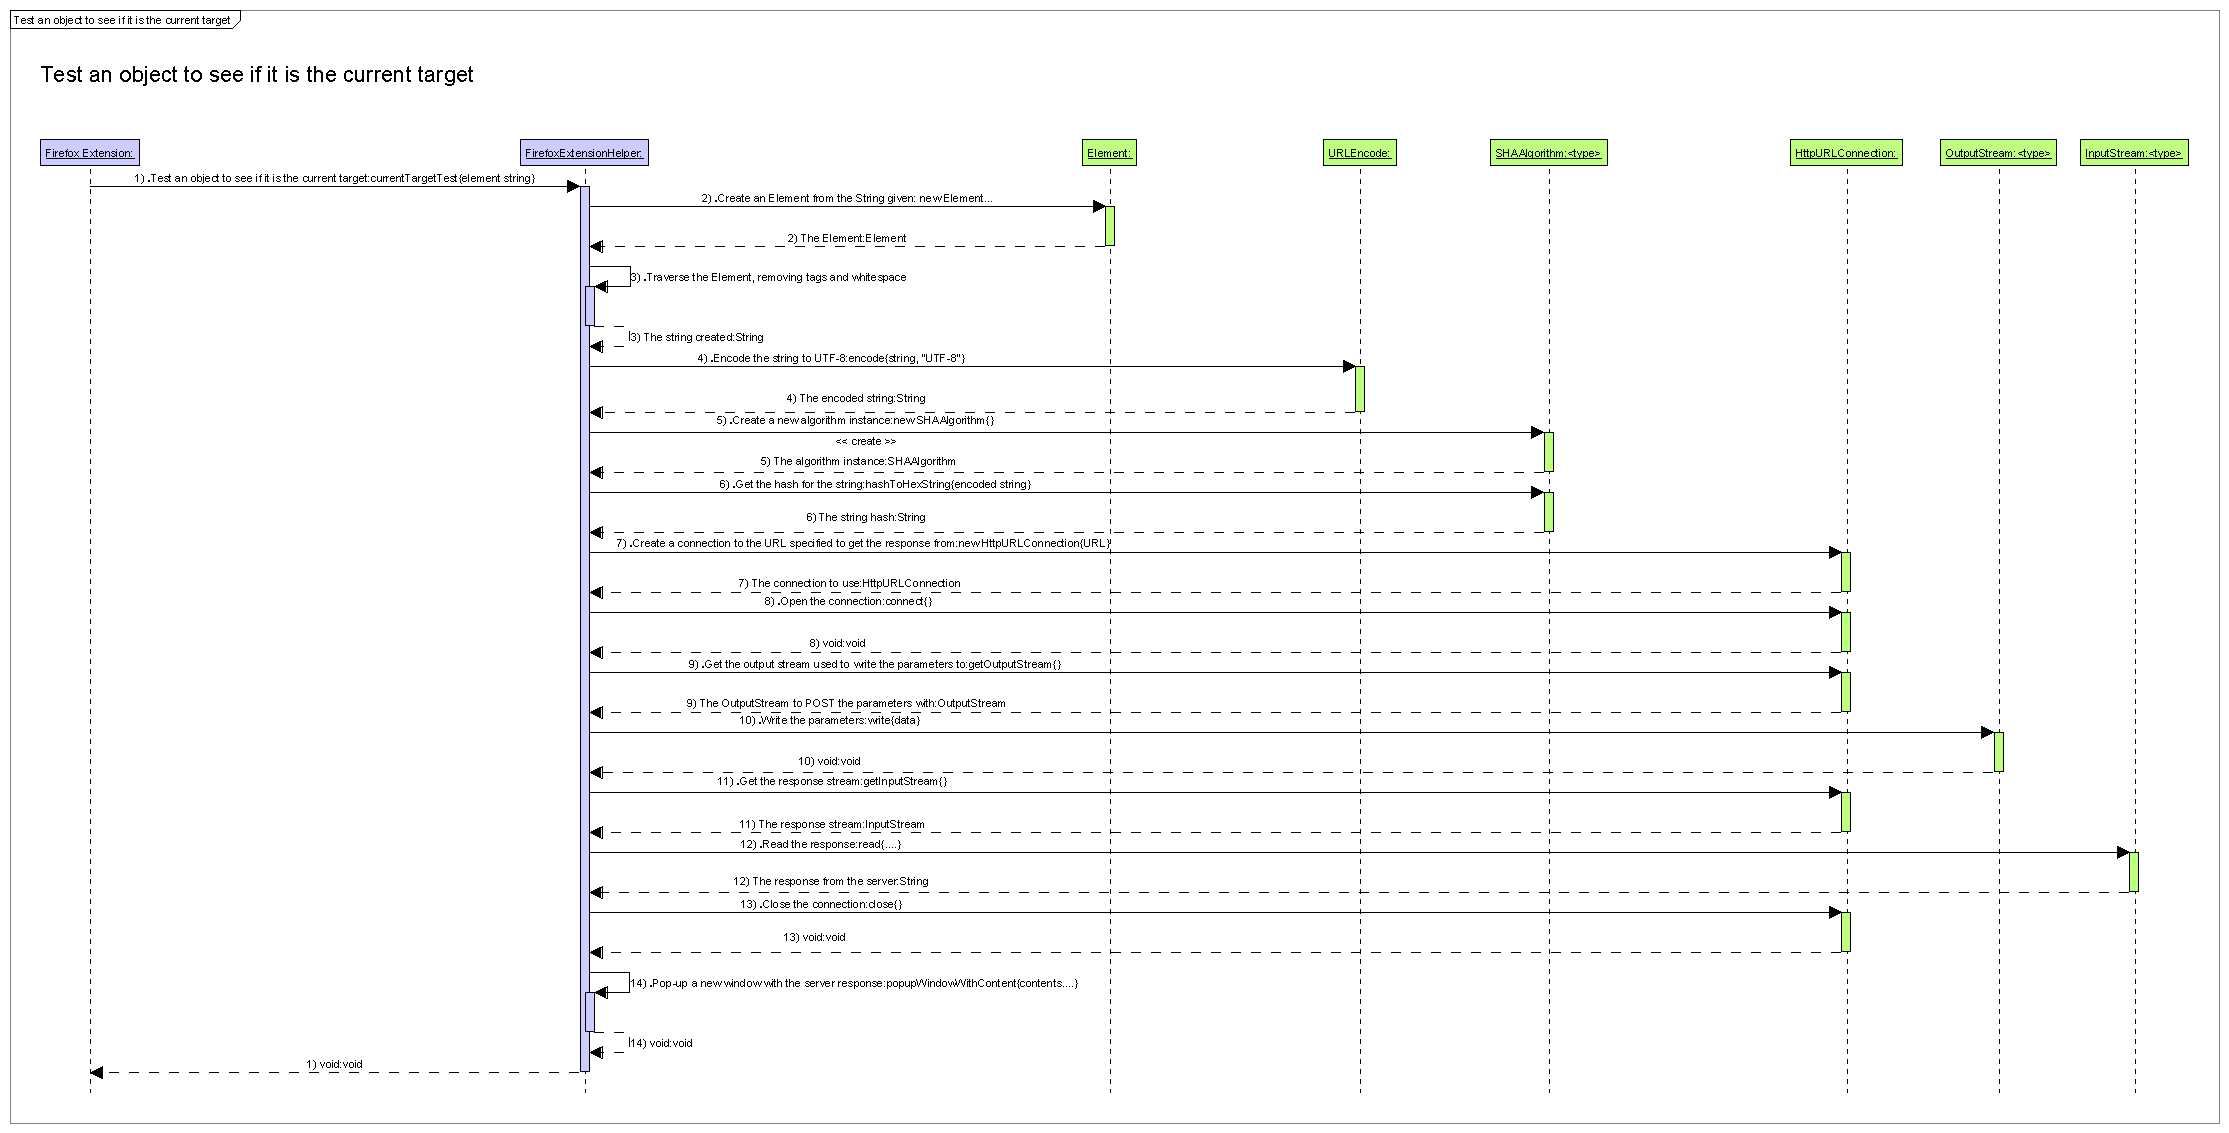 Test an object to see if it is the current target
Test an object to see if it is the current target
Firefox Extension:
FirefoxExtensionHelper:
Element:
URLEncode:
SHAAlgorithm:<type>
HttpURLConnection:
OutputStream:<type>
InputStream:<type>
1) .Test an object to see if it is the current target:currentTargetTest{element string}
2) .Create an Element from the String given: new Element...
2) The Element:Element
3) .Traverse the Element, removing tags and whitespace
3) The string created:String
4) .Encode the string to UTF-8:encode{string, "UTF-8"}
4) The encoded string:String
5) .Create a new algorithm instance:new SHAAlgorithm{}
<< create >>
5) The algorithm instance:SHAAlgorithm
6) .Get the hash for the string:hashToHexString{encoded string}
6) The string hash:String
7) .Create a connection to the URL specified to get the response from:new HttpURLConnection{URL}
7) The connection to use:HttpURLConnection
8) .Open the connection:connect{}
8) void:void
9) .Get the output stream used to write the parameters to:getOutputStream{}
9) The OutputStream to POST the parameters with:OutputStream
10) .Write the parameters:write{data}
10) void:void
11) .Get the response stream:getInputStream{}
11) The response stream:InputStream
12) .Read the response:read{....}
12) The response from the server:String
13) .Close the connection:close{}
13) void:void
14) .Pop-up a new window with the server response:popupWindowWithContent{contents....}
14) void:void
1) void:void